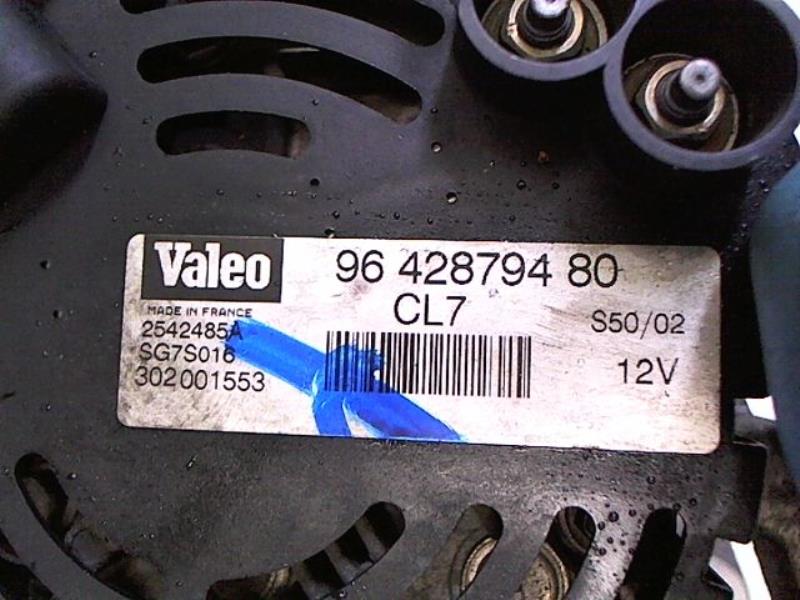 Valeo
96 428794 80
CL7
S50/02
12V
MADE IN FRANCE
2542485A
SG7S016
302001553